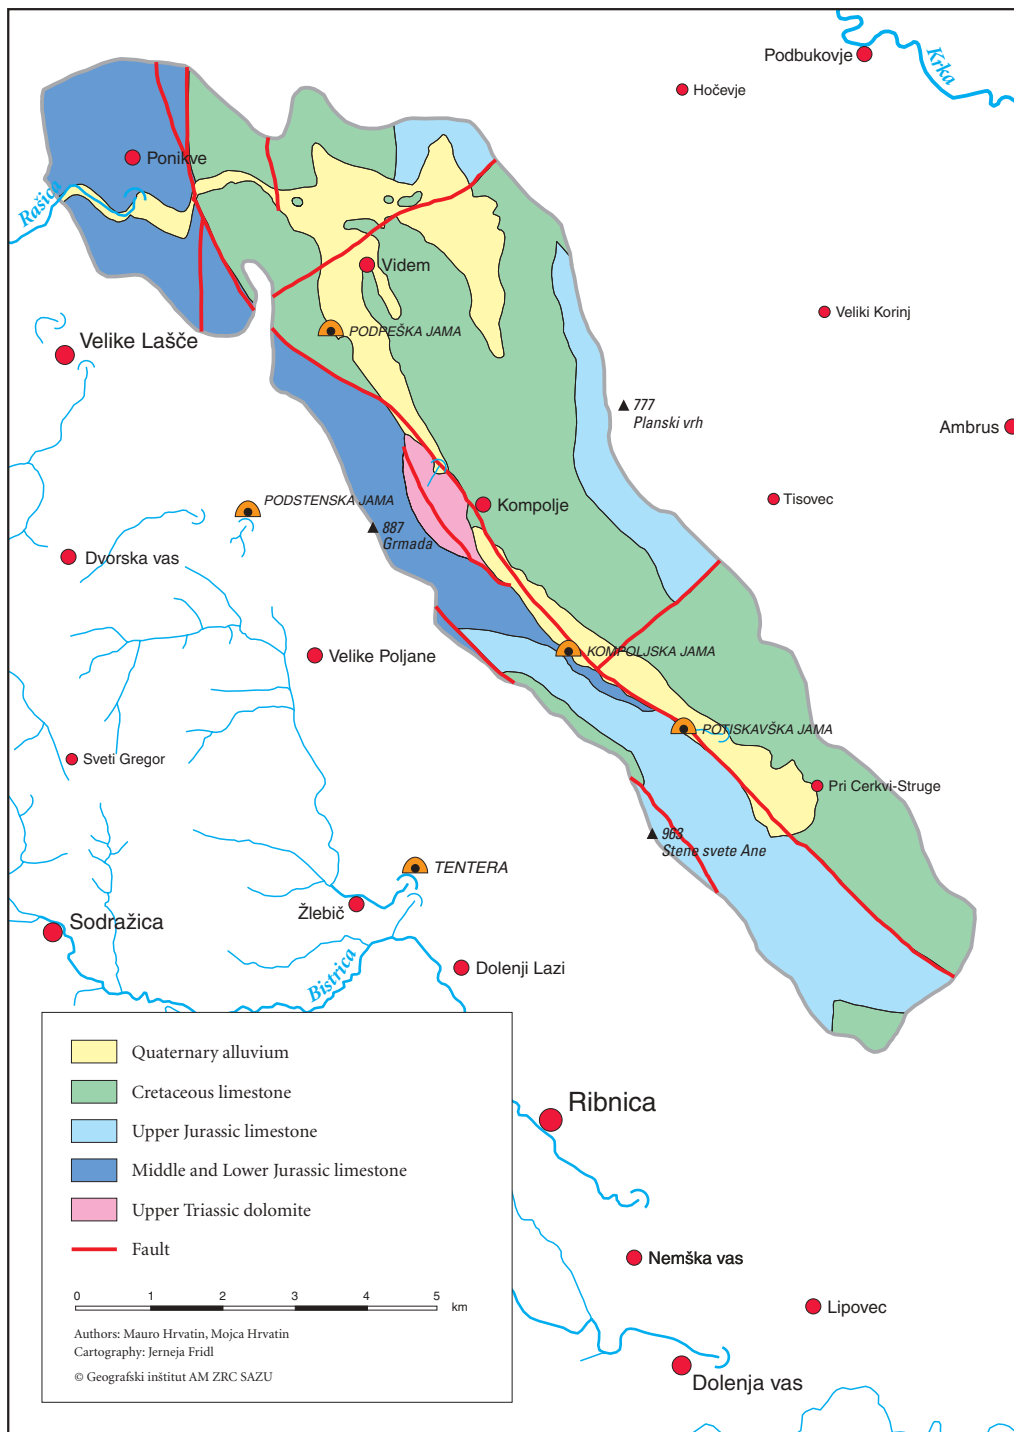 Podbukovje
Krka
Hočevje
Ponikve
Rašica
Videm
PODPEŠKA JAMA
Veliki Korinj
Velike Lašče
777
Planski vrh
Ambrus
PODSTENSKA JAMA
Tisovec
Kompolje
887
Grmada
Dvorska vas
KOMPOLJSKA JAMA
Velike Poljane
POTISKAVŠKA JAMA
Sveti Gregor
Pri Cerkvi-Struge
963
Stene svete Ane
TENTERA
Žlebič
Sodražica
Bistrica
Dolenji Lazi
Quaternary alluvium
Cretaceous limestone
Upper Jurassic limestone
Middle and Lower Jurassic limestone
Upper Triassic dolomite
Fault
0 1 2 3 4 5
km
Authors: Mauro Hrvatin, Mojca Hrvatin
Cartography: Jerneja Fridl
© Geografski inštitut AM ZRC SAZU
Ribnica
Nemška vas
Lipovec
Dolenja vas